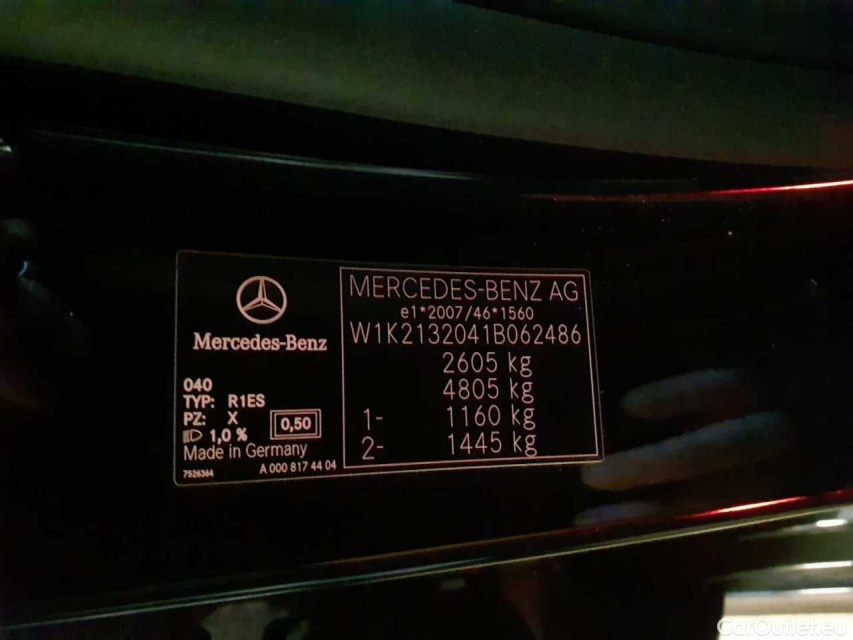 Mercedes-Benz
040
TYP: R1ES
PZ: X
1,0 %
0,50
Made in Germany
7526364
A 000 817 44 04
MERCEDES-BENZ AG
e1*2007/46*1560
W1K2132041B062486
2605 kg
4805 kg
1- 1160 kg
2- 1445 kg
CarOutlet.eu